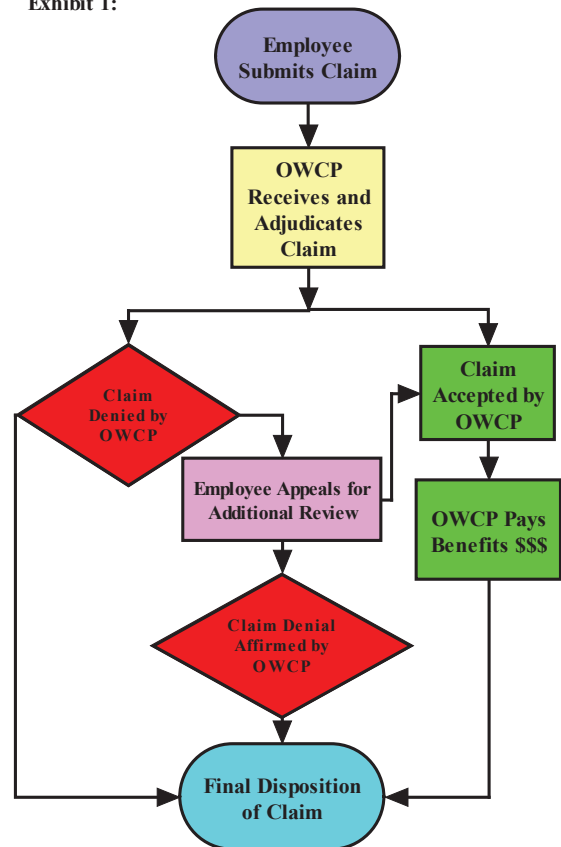 Exhibit 1:
Employee
Submits Claim
OWCP
Receives and
Adjudicates
Claim
Claim
Denied by
OWCP
Claim
Accepted by
OWCP
Employee Appeals for
Additional Review
OWCP Pays
Benefits $$$
Claim Denial
Affirmed by
OWCP
Final Disposition
of Claim